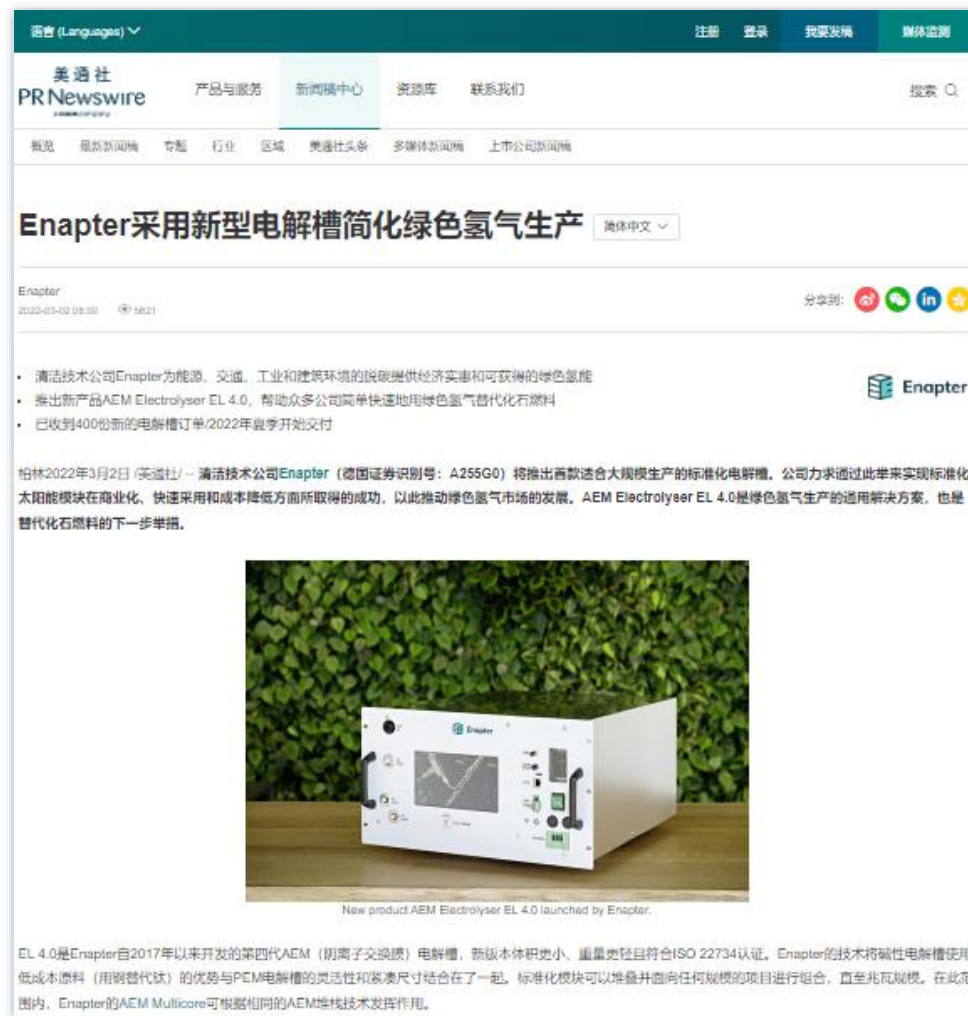 语言 (Languages)
注册 登录 我要发稿 媒体监测
美通社
PR Newswire
产品与服务 新闻稿中心 资源库 联系我们 搜索
概览 最新新闻稿 专题 行业 区域 美通社头条 多媒体新闻稿 上市公司新闻稿
Enapter采用新型电解槽简化绿色氢气生产 简体中文
Enapter
2022-03-02 08:00 5821
分享到:
• 清洁技术公司Enapter为能源、交通、工业和建筑环境的脱碳提供经济实惠和可获得的绿色氢能
• 推出新产品AEM Electrolyser EL 4.0，帮助众多公司简单快速地用绿色氢气替代化石燃料
• 已收到400份新的电解槽订单/2022年夏季开始交付
Enapter
柏林2022年3月2日 /美通社/ -- 清洁技术公司Enapter（德国证券识别号：A255G0）将推出首款适合大规模生产的标准化电解槽。公司力求通过此举来实现标准化
太阳能模块在商业化、快速采用和成本降低方面所取得的成功，以此推动绿色氢气市场的发展。AEM Electrolyser EL 4.0是绿色氢气生产的通用解决方案，也是
替代化石燃料的下一步举措。
Enapter
New product AEM Electrolyser EL 4.0 launched by Enapter.
EL 4.0是Enapter自2017年以来开发的第四代AEM（阴离子交换膜）电解槽，新版本体积更小、重量更轻且符合ISO 22734认证。Enapter的技术将碱性电解槽使用
低成本原料（用钢替代钛）的优势与PEM电解槽的灵活性和紧凑尺寸结合在了一起。标准化模块可以堆叠并面向任何规模的项目进行组合，直至兆瓦规模。在此范
围内，Enapter的AEM Multicore可根据相同的AEM堆栈技术发挥作用。